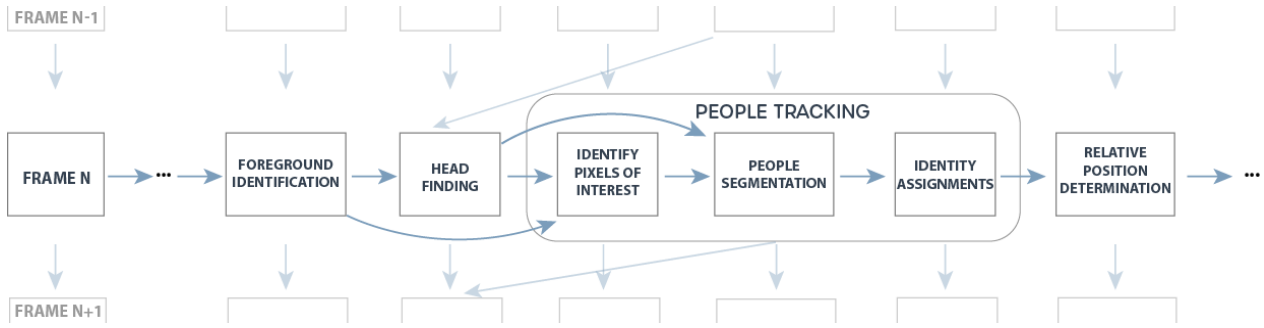 FRAME N-1
PEOPLE TRACKING
FRAME N
...
FOREGROUND
IDENTIFICATION
HEAD
FINDING
IDENTIFY
PIXELS OF
INTEREST
PEOPLE
SEGMENTATION
IDENTITY
ASSIGNMENTS
RELATIVE
POSITION
DETERMINATION
...
FRAME N+1